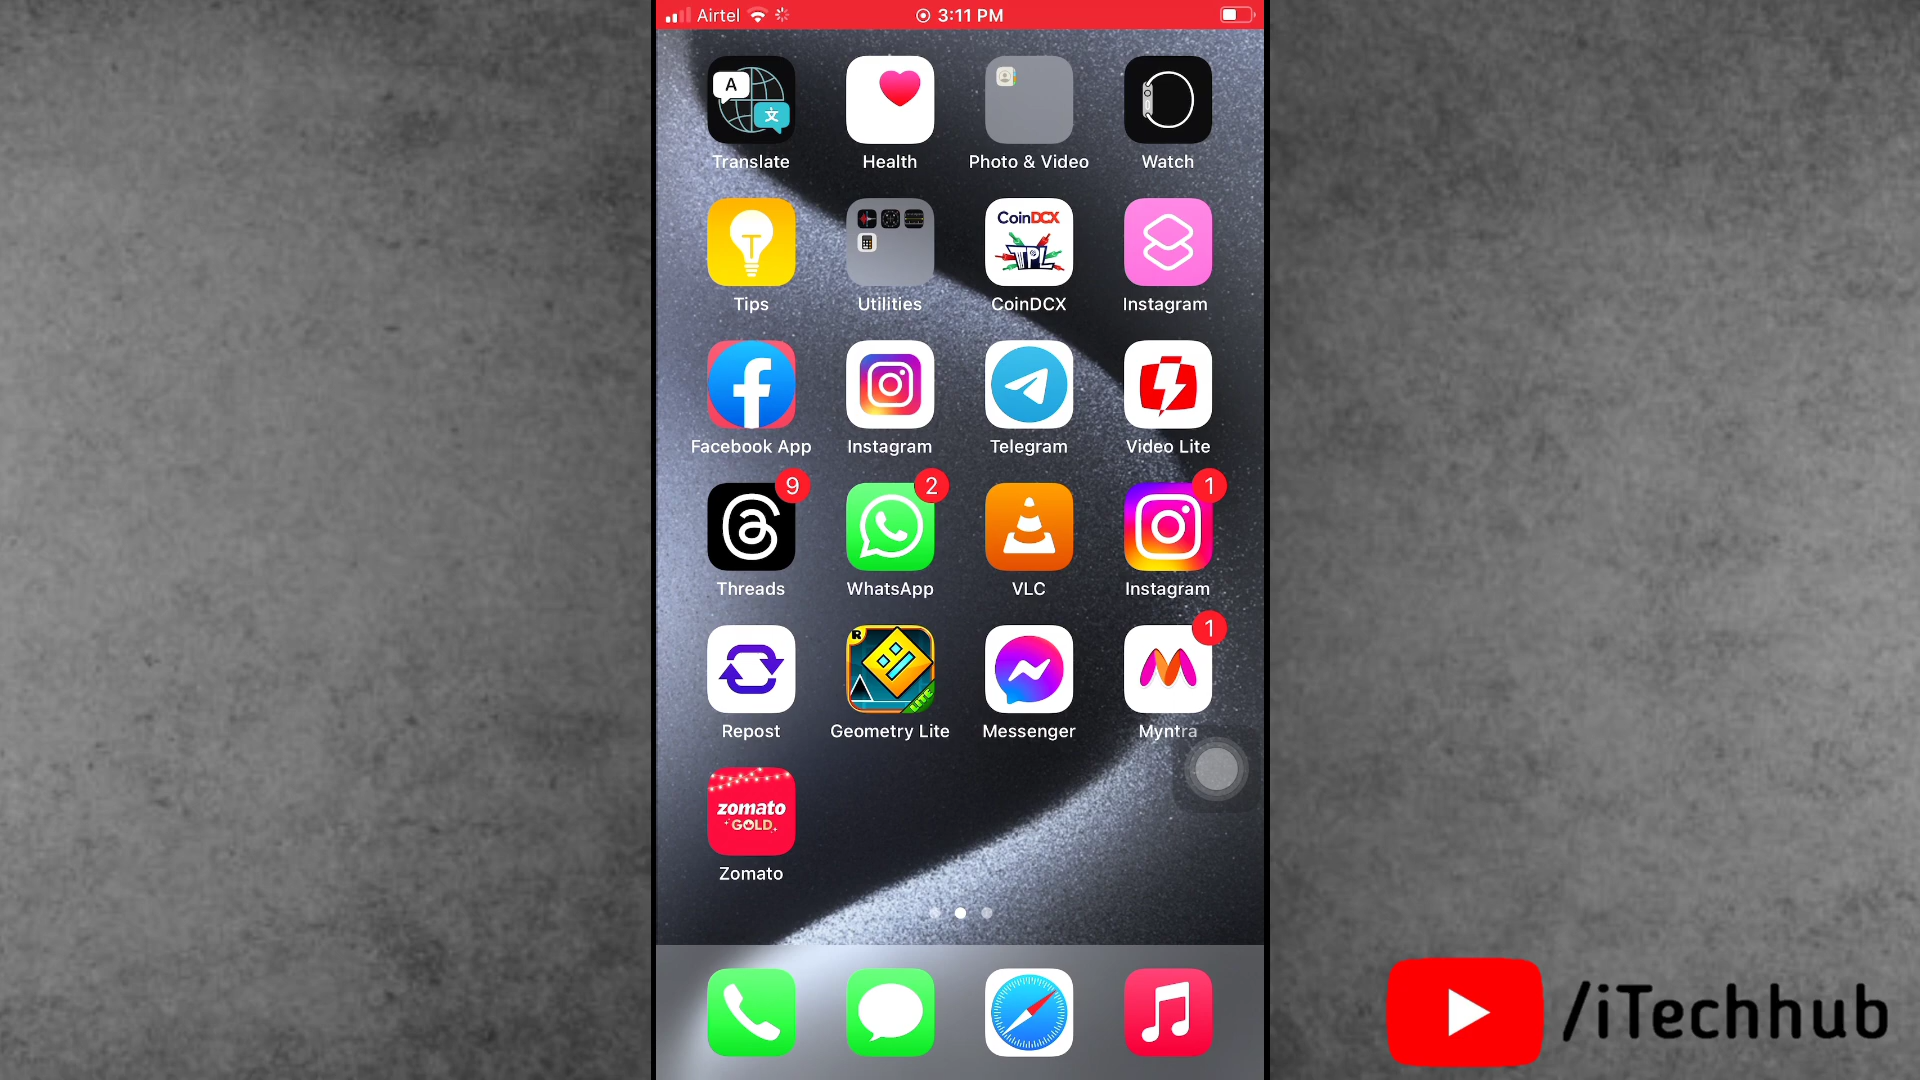 Airtel 3:11 PM
A 文
Translate Health Photo & Video Watch
CoinDCX
TPL
Tips Utilities CoinDCX Instagram
Facebook App Instagram Telegram Video Lite
9 2 1
Threads WhatsApp VLC Instagram
1
R
LITE
Repost Geometry Lite Messenger Myntra
zomato
GOLD
Zomato
/iTechhub